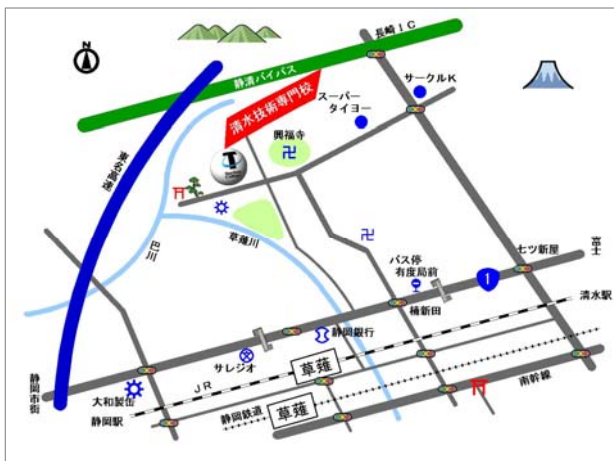 N
長崎IC
静清バイパス
サークルK
スーパー
タイヨー
清水技術専門校
興福寺
T
東名高速
巴川
草薙川
バス停
有度局前
七ツ新屋
富士
1
清水駅
楠新田
静岡銀行
サレジオ
草薙
JR
静岡市街
大和製缶
静岡駅
静岡鉄道
草薙
南幹線